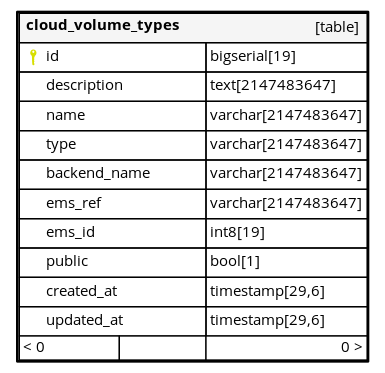 cloud_volume_types [table]
id bigserial[19]
description text[2147483647]
name varchar[2147483647]
type varchar[2147483647]
backend_name varchar[2147483647]
ems_ref varchar[2147483647]
ems_id int8[19]
public bool[1]
created_at timestamp[29,6]
updated_at timestamp[29,6]
< 0 0 >